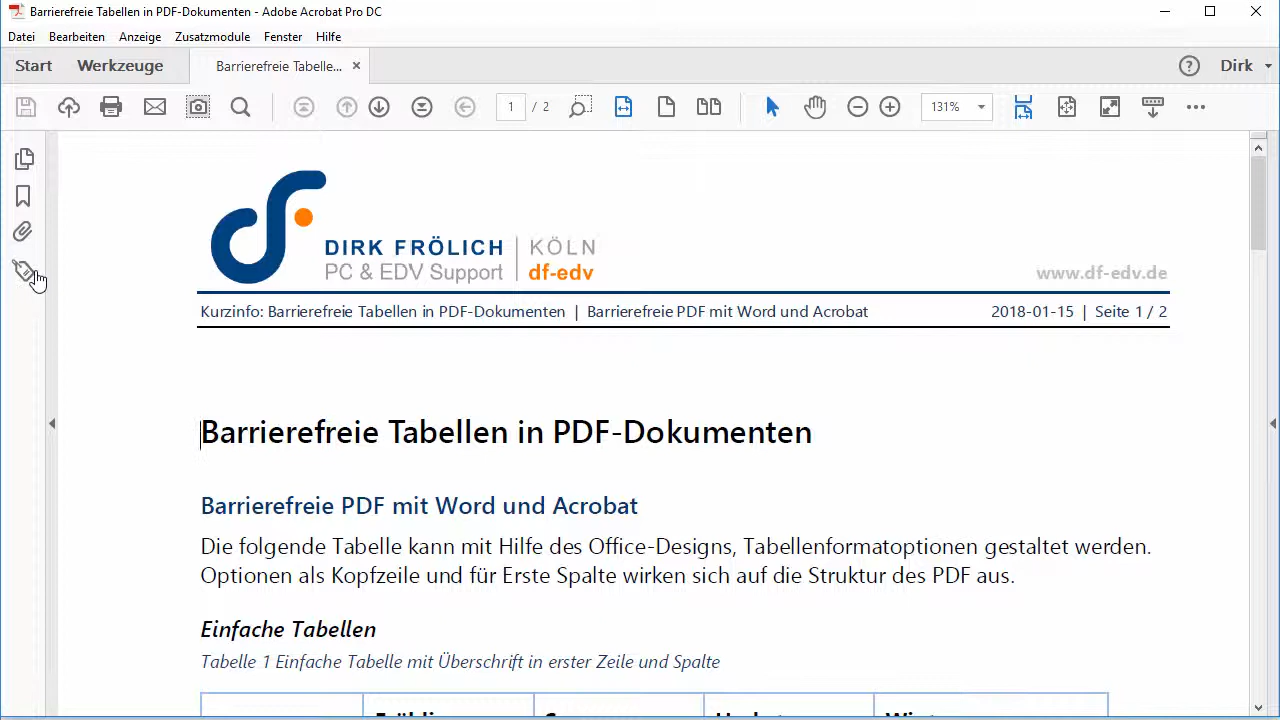 Barrierefreie Tabellen in PDF-Dokumenten - Adobe Acrobat Pro DC
Datei Bearbeiten Anzeige Zusatzmodule Fenster Hilfe
Start Werkzeuge Barrierefreie Tabelle... × ? Dirk
1 / 2 131%
DIRK FRÖLICH | KÖLN
PC & EDV Support | df-edv
www.df-edv.de
Kurzinfo: Barrierefreie Tabellen in PDF-Dokumenten | Barrierefreie PDF mit Word und Acrobat 2018-01-15 | Seite 1 / 2
Barrierefreie Tabellen in PDF-Dokumenten
Barrierefreie PDF mit Word und Acrobat
Die folgende Tabelle kann mit Hilfe des Office-Designs, Tabellenformatoptionen gestaltet werden.
Optionen als Kopfzeile und für Erste Spalte wirken sich auf die Struktur des PDF aus.
Einfache Tabellen
Tabelle 1 Einfache Tabelle mit Überschrift in erster Zeile und Spalte